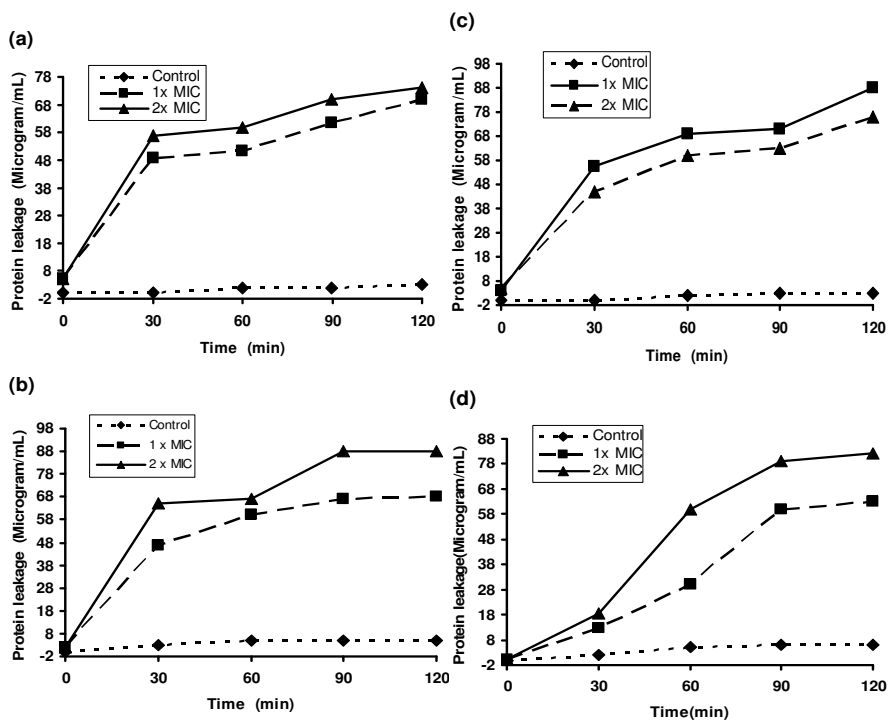 (a)
Control
1x MIC
2x MIC
Protein leakage (Microgram/mL)
78
68
58
48
38
28
18
8
-2
0 30 60 90 120
Time (min)
(c)
Control
1x MIC
2x MIC
Protein leakage (Microgram/mL)
98
88
78
68
58
48
38
28
18
8
-2
0 30 60 90 120
Time (min)
(b)
Control
1 x MIC
2 x MIC
Protein leakage (Microgram/mL)
98
88
78
68
58
48
38
28
18
8
-2
0 30 60 90 120
Time (min)
(d)
Control
1x MIC
2x MIC
Protein leakage(Microgram/mL)
88
78
68
58
48
38
28
18
8
-2
0 30 60 90 120
Time(min)